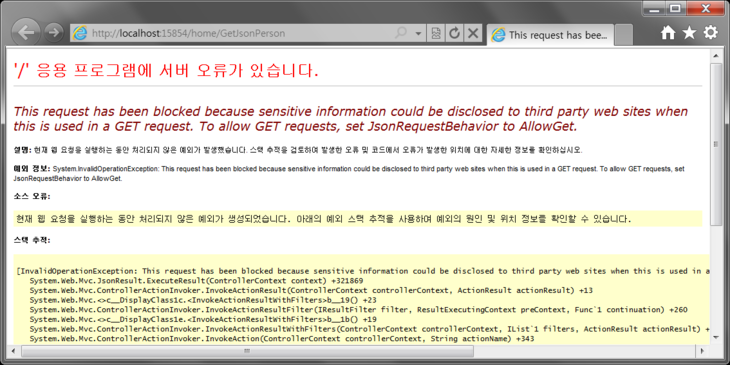 http://localhost:15854/home/GetJsonPerson
This request has bee...
'/' 응용 프로그램에 서버 오류가 있습니다.
This request has been blocked because sensitive information could be disclosed to third party web sites when
this is used in a GET request. To allow GET requests, set JsonRequestBehavior to AllowGet.
설명: 현재 웹 요청을 실행하는 동안 처리되지 않은 예외가 발생했습니다. 스택 추적을 검토하여 발생한 오류 및 코드에서 오류가 발생한 위치에 대한 자세한 정보를 확인하십시오.
예외 정보: System.InvalidOperationException: This request has been blocked because sensitive information could be disclosed to third party web sites when this is used in a GET request. To allow GET requests, set
JsonRequestBehavior to AllowGet.
소스 오류:
현재 웹 요청을 실행하는 동안 처리되지 않은 예외가 생성되었습니다. 아래의 예외 스택 추적을 사용하여 예외의 원인 및 위치 정보를 확인할 수 있습니다.
스택 추적:
[InvalidOperationException: This request has been blocked because sensitive information could be disclosed to third party web sites when this is used in a
System.Web.Mvc.JsonResult.ExecuteResult(ControllerContext context) +321869
System.Web.Mvc.ControllerActionInvoker.InvokeActionResult(ControllerContext controllerContext, ActionResult actionResult) +13
System.Web.Mvc.<>c__DisplayClass1c.<InvokeActionResultWithFilters>b__19() +23
System.Web.Mvc.ControllerActionInvoker.InvokeActionResultFilter(IResultFilter filter, ResultExecutingContext preContext, Func`1 continuation) +260
System.Web.Mvc.<>c__DisplayClass1e.<InvokeActionResultWithFilters>b__1b() +19
System.Web.Mvc.ControllerActionInvoker.InvokeActionResultWithFilters(ControllerContext controllerContext, IList`1 filters, ActionResult actionResult) +
System.Web.Mvc.ControllerActionInvoker.InvokeAction(ControllerContext controllerContext, String actionName) +343